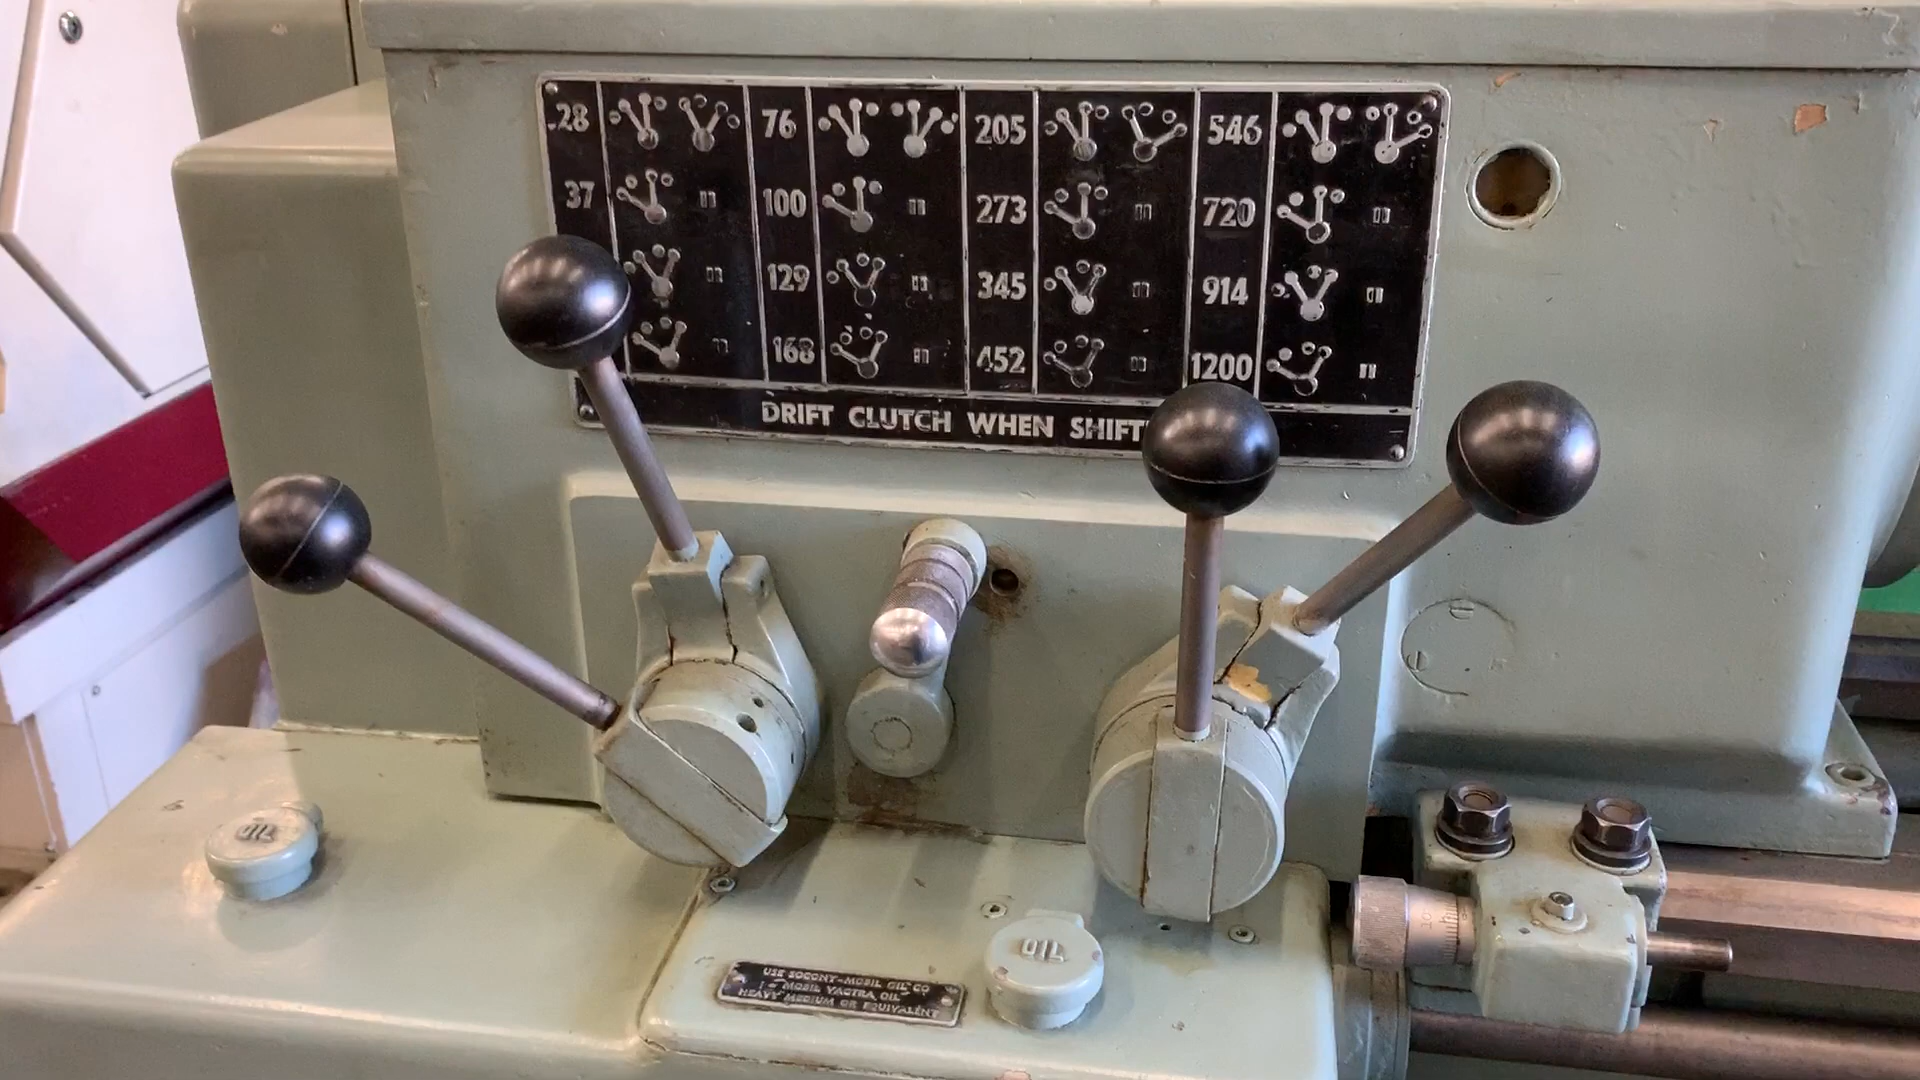 28 76 205 546
37 100 273 720
129 345 914
168 452 1200
DRIFT CLUTCH WHEN SHIFT
OIL
OIL
USE SOCONY-MOBIL OIL CO
MOBIL VACTRA OIL
HEAVY MEDIUM OR EQUIVALENT